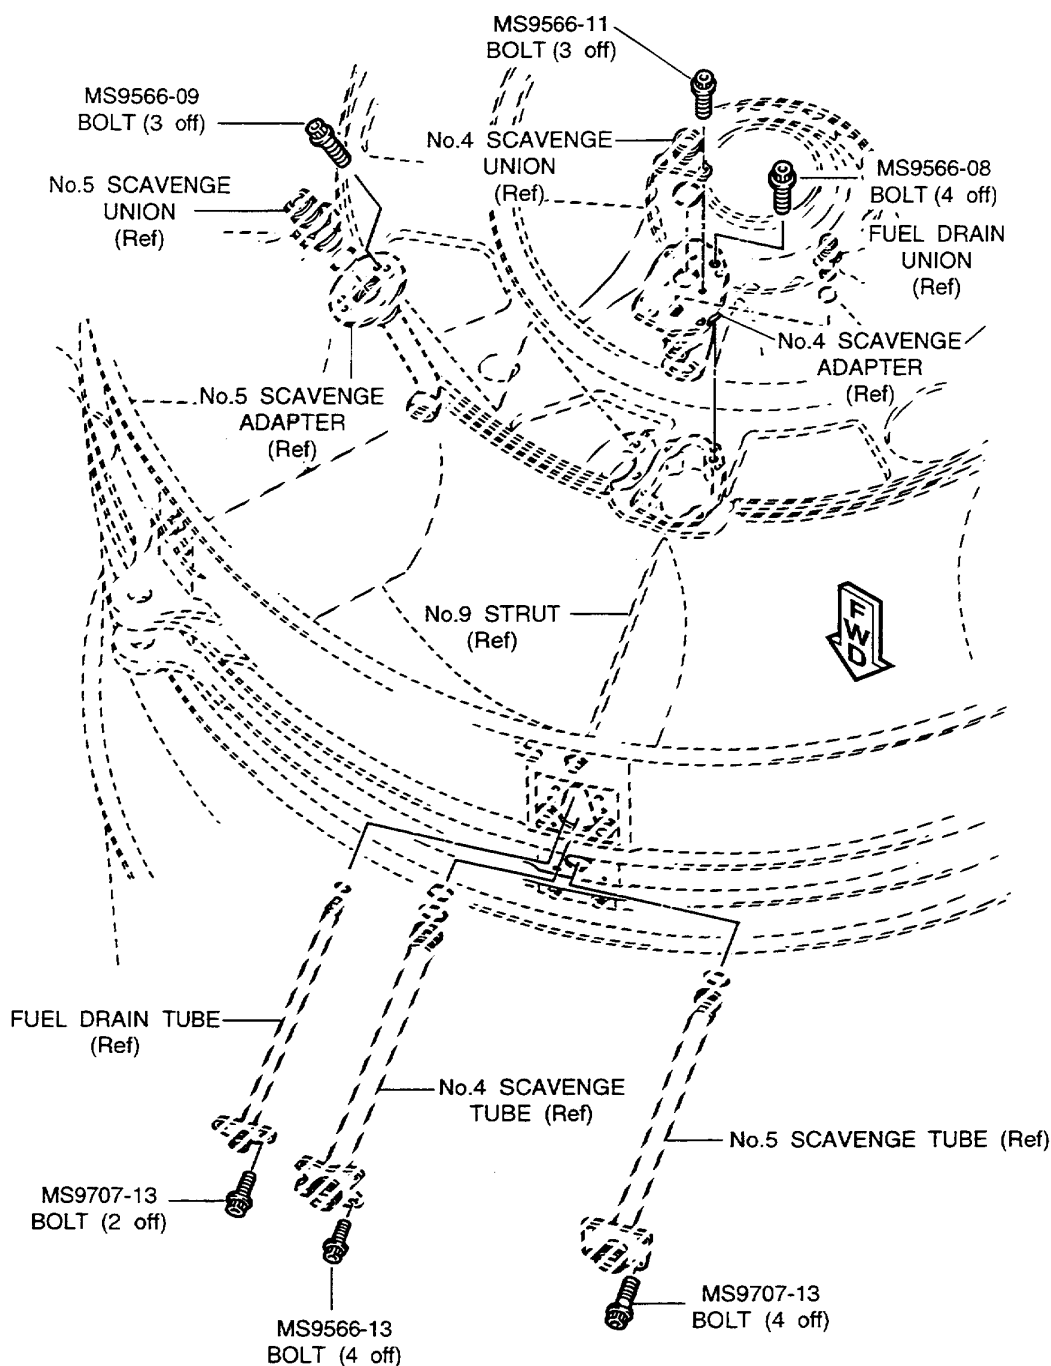 MS9566-11
BOLT (3 off)
MS9566-09
BOLT (3 off)
No.4 SCAVENGE
UNION
(Ref)
MS9566-08
BOLT (4 off)
No.5 SCAVENGE
UNION
(Ref)
FUEL DRAIN
UNION
(Ref)
No.4 SCAVENGE
ADAPTER
(Ref)
No.5 SCAVENGE
ADAPTER
(Ref)
No.9 STRUT
(Ref)
FWD
FUEL DRAIN TUBE
(Ref)
No.4 SCAVENGE
TUBE (Ref)
No.5 SCAVENGE TUBE (Ref)
MS9707-13
BOLT (2 off)
MS9566-13
BOLT (4 off)
MS9707-13
BOLT (4 off)